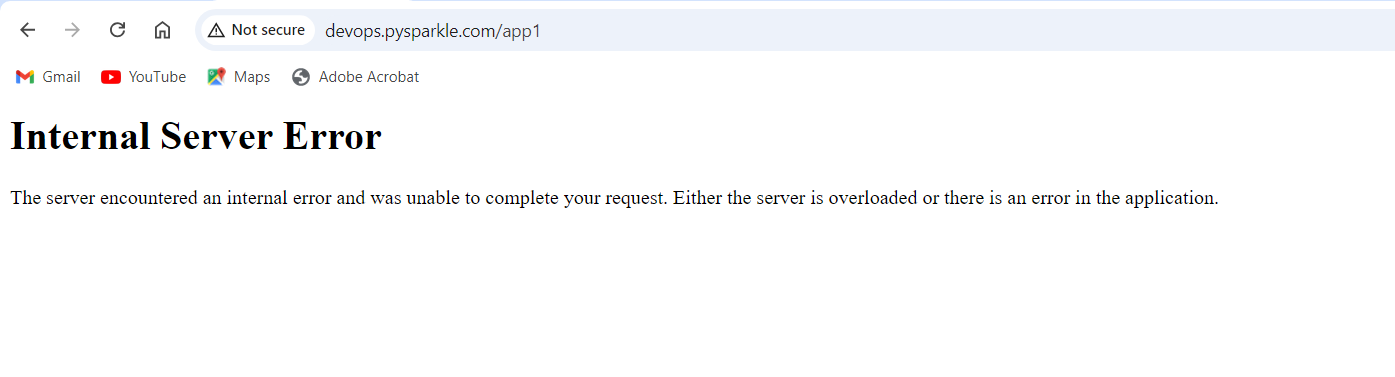 Not secure devops.pysparkle.com/app1
Gmail YouTube Maps Adobe Acrobat
Internal Server Error
The server encountered an internal error and was unable to complete your request. Either the server is overloaded or there is an error in the application.